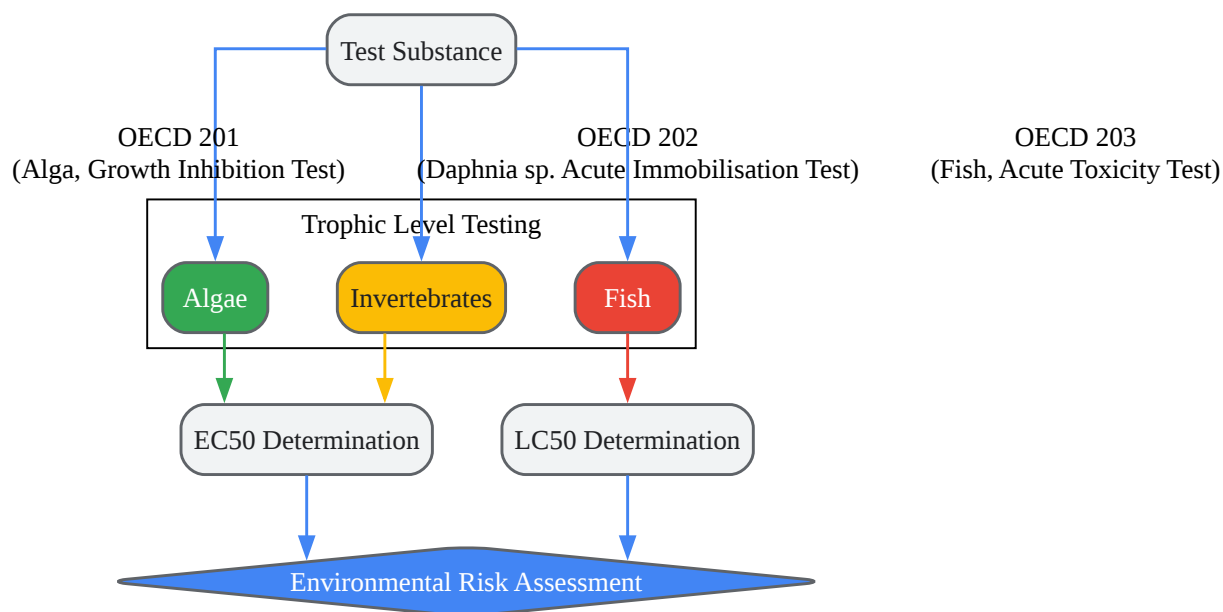 Test Substance
OECD 201
(Alga, Growth Inhibition Test)
OECD 202
(Daphnia sp. Acute Immobilisation Test)
OECD 203
(Fish, Acute Toxicity Test)
Trophic Level Testing
Algae
Invertebrates
Fish
EC50 Determination
LC50 Determination
Environmental Risk Assessment